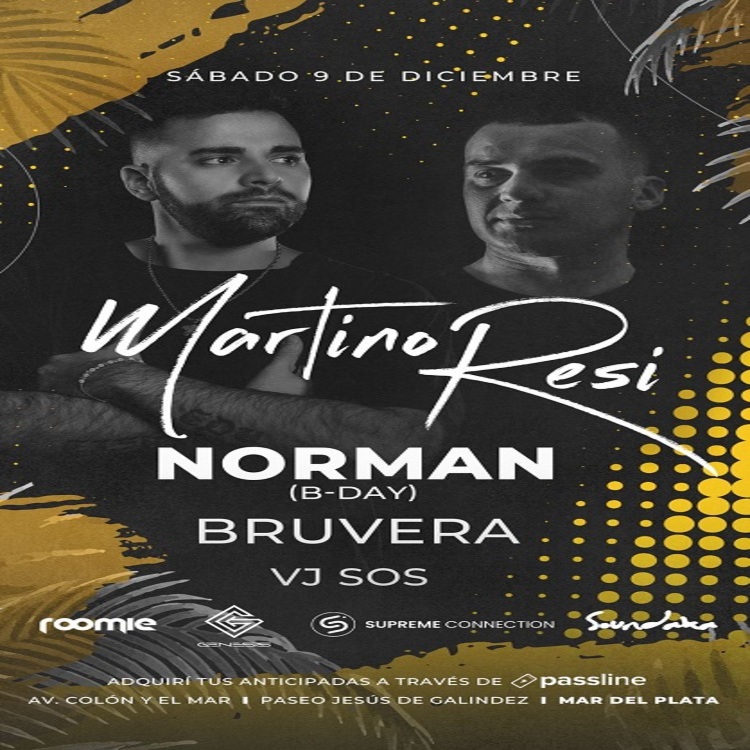 SÁBADO 9 DE DICIEMBRE
Martino Resi
NORMAN
(B-DAY)
BRUVERA
VJ SOS
roomie GENESIS SUPREME CONNECTION Soundaka
ADQUIRÍ TUS ANTICIPADAS A TRAVÉS DE passline
AV. COLÓN Y EL MAR I PASEO JESÚS DE GALINDEZ I MAR DEL PLATA